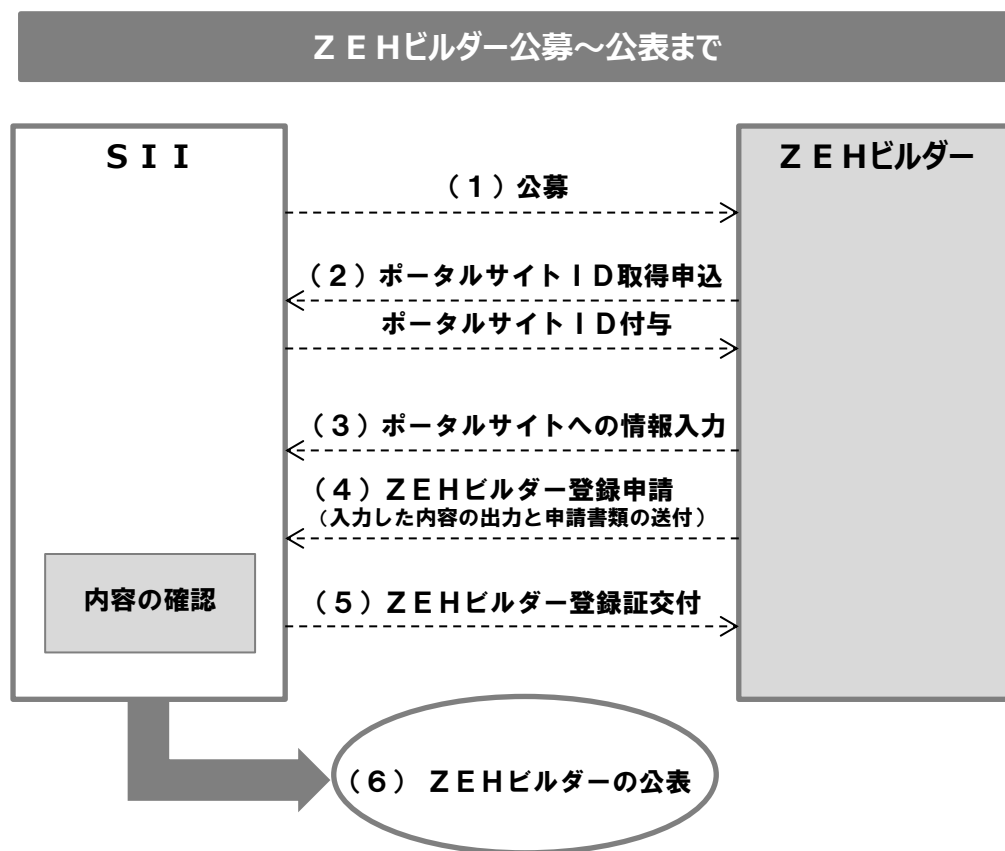 ＺＥＨビルダー公募～公表まで
ＳＩＩ
ＺＥＨビルダー
（１）公募
（２）ポータルサイトＩＤ取得申込
ポータルサイトＩＤ付与
（３）ポータルサイトへの情報入力
（４）ＺＥＨビルダー登録申請
（入力した内容の出力と申請書類の送付）
内容の確認
（５）ＺＥＨビルダー登録証交付
（６） ＺＥＨビルダーの公表